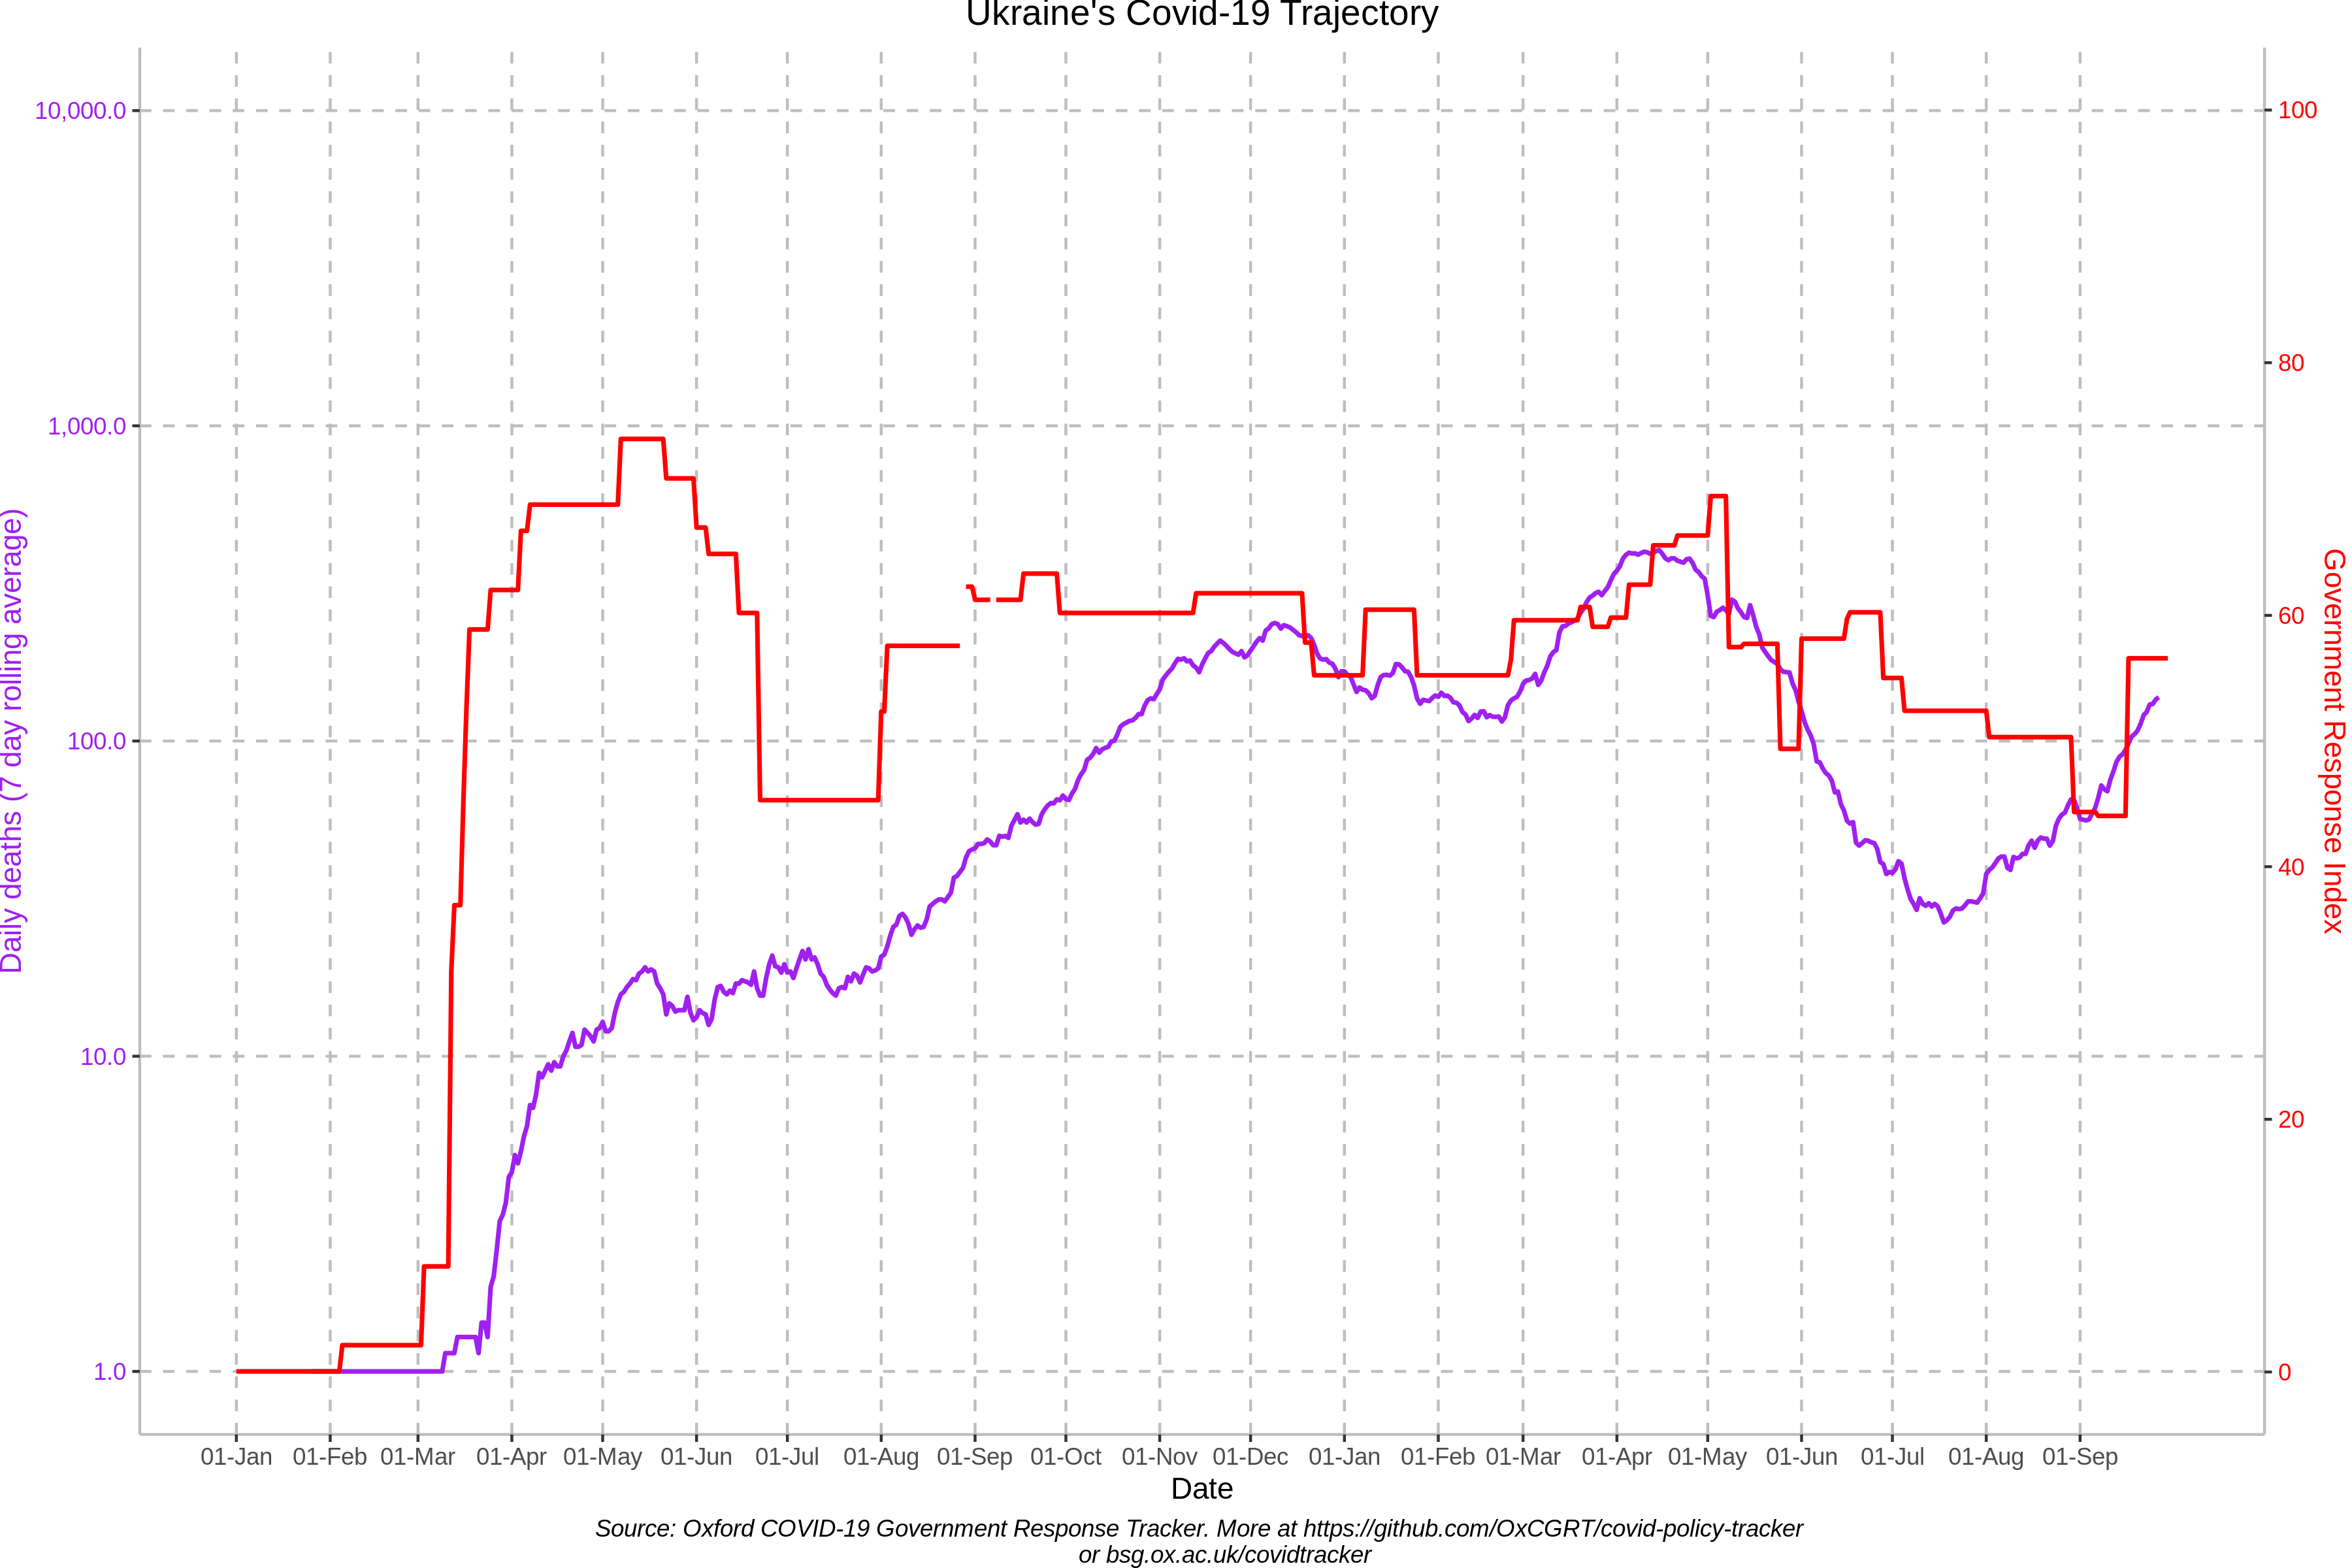 Ukraine's Covid-19 Trajectory
10,000.0
1,000.0
100.0
10.0
1.0
Daily deaths (7 day rolling average)
100
80
60
40
20
0
Government Response Index
01-Jan 01-Feb 01-Mar 01-Apr 01-May 01-Jun 01-Jul 01-Aug 01-Sep 01-Oct 01-Nov 01-Dec 01-Jan 01-Feb 01-Mar 01-Apr 01-May 01-Jun 01-Jul 01-Aug 01-Sep
Date
Source: Oxford COVID-19 Government Response Tracker. More at https://github.com/OxCGRT/covid-policy-tracker
or bsg.ox.ac.uk/covidtracker